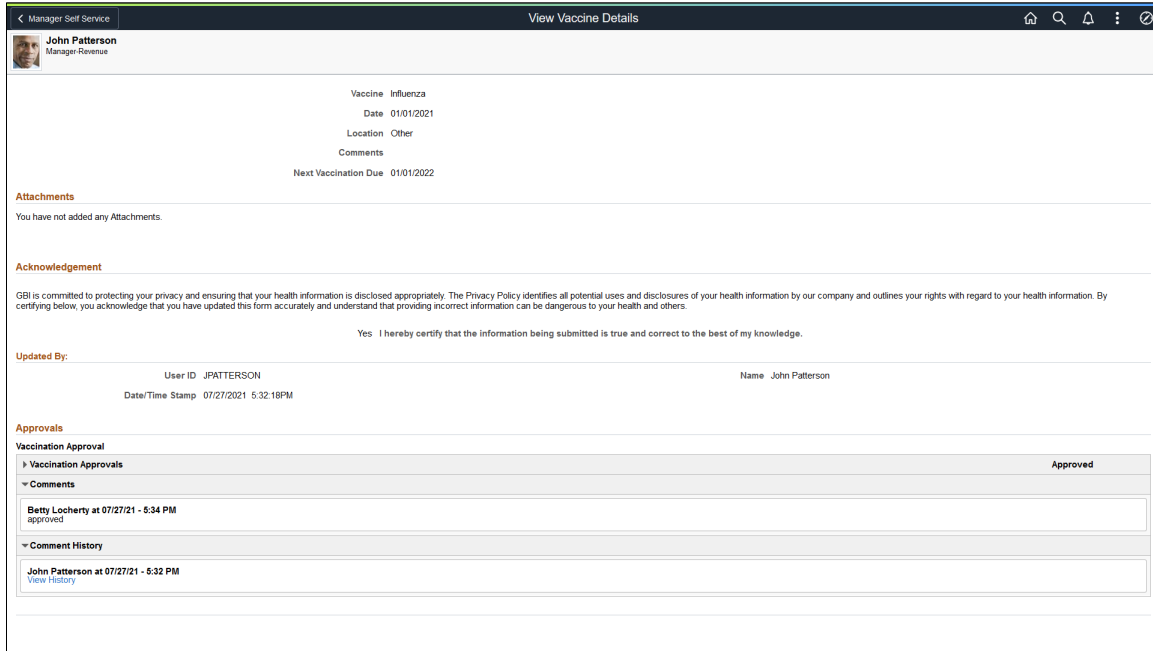 Manager Self Service
View Vaccine Details
John Patterson
Manager-Revenue
Vaccine Influenza
Date 01/01/2021
Location Other
Comments
Next Vaccination Due 01/01/2022
Attachments
You have not added any Attachments.
Acknowledgement
GBI is committed to protecting your privacy and ensuring that your health information is disclosed appropriately. The Privacy Policy identifies all potential uses and disclosures of your health information by our company and outlines your rights with regard to your health information. By
certifying below, you acknowledge that you have updated this form accurately and understand that providing incorrect information can be dangerous to your health and others.
Yes I hereby certify that the information being submitted is true and correct to the best of my knowledge.
Updated By:
User ID JPATTERSON Name John Patterson
Date/Time Stamp 07/27/2021 5:32:18PM
Approvals
Vaccination Approval
Vaccination Approvals Approved
Comments
Betty Locherty at 07/27/21 - 5:34 PM
approved
Comment History
John Patterson at 07/27/21 - 5:32 PM
View History